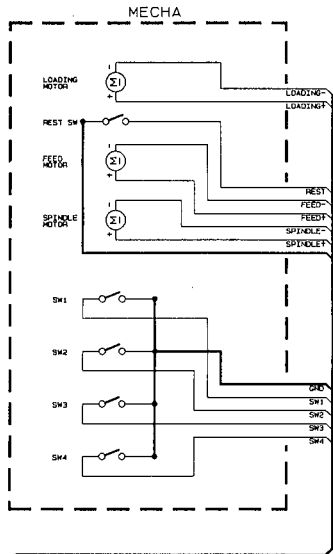 MECHA
LOADING
MOTOR
LOADING-
LOADING+
REST SW
FEED
MOTOR
REST
FEED-
FEED+
SPINDLE
MOTOR
SPINDLE-
SPINDLE+
SW1
SW2
SW3
SW4
GND
SW1
SW2
SW3
SW4